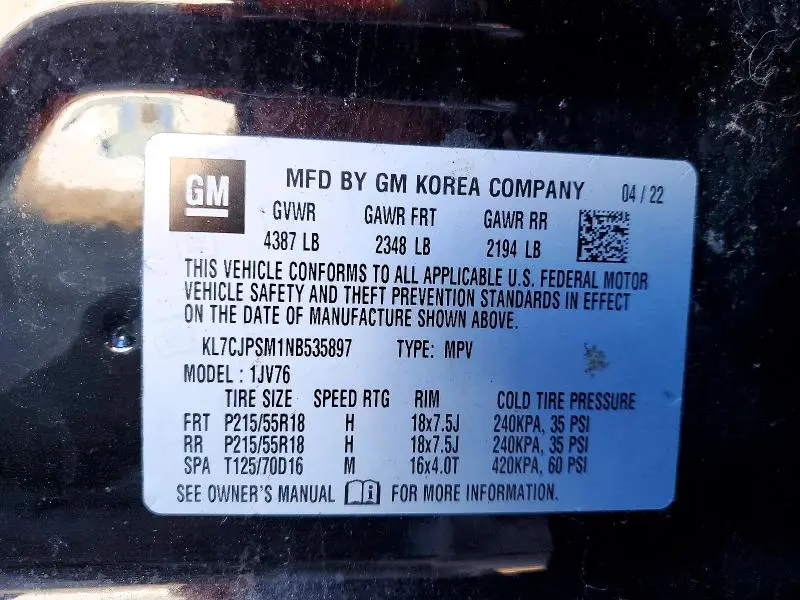 GM MFD BY GM KOREA COMPANY 04 / 22
GVWR GAWR FRT GAWR RR
4387 LB 2348 LB 2194 LB
THIS VEHICLE CONFORMS TO ALL APPLICABLE U.S. FEDERAL MOTOR
VEHICLE SAFETY AND THEFT PREVENTION STANDARDS IN EFFECT
ON THE DATE OF MANUFACTURE SHOWN ABOVE.
KL7CJPSM1NB535897 TYPE: MPV
MODEL : 1JV76
TIRE SIZE SPEED RTG RIM COLD TIRE PRESSURE
FRT P215/55R18 H 18x7.5J 240KPA, 35 PSI
RR P215/55R18 H 18x7.5J 240KPA, 35 PSI
SPA T125/70D16 M 16x4.0T 420KPA, 60 PSI
SEE OWNER'S MANUAL FOR MORE INFORMATION.